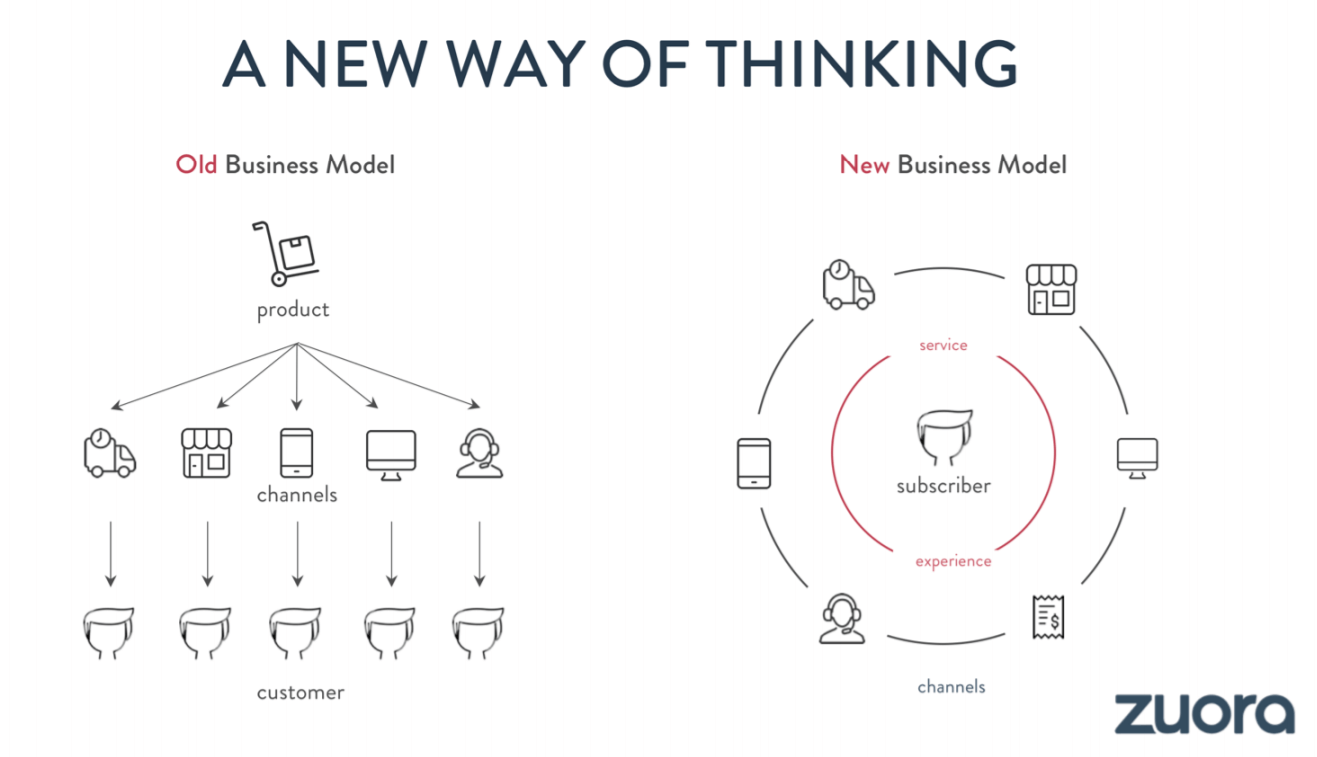 A NEW WAY OF THINKING
Old Business Model
product
channels
customer
New Business Model
service
subscriber
experience
$
channels
zuora